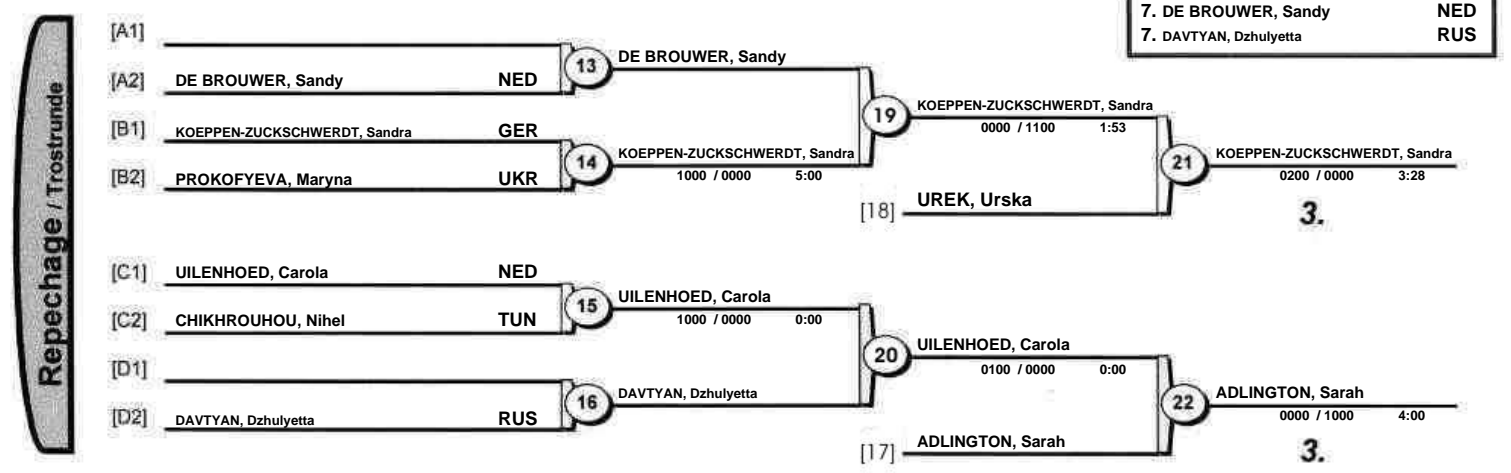 7. DE BROUWER, Sandy NED
7. DAVTYAN, Dzhulyetta RUS
Repechage / Trostrunde
[A1]
13 DE BROUWER, Sandy
[A2] DE BROUWER, Sandy NED
19 KOEPPEN-ZUCKSCHWERDT, Sandra
0000 / 1100 1:53
[B1] KOEPPEN-ZUCKSCHWERDT, Sandra GER
14 KOEPPEN-ZUCKSCHWERDT, Sandra
1000 / 0000 5:00
21 KOEPPEN-ZUCKSCHWERDT, Sandra
0200 / 0000 3:28
[B2] PROKOFYEVA, Maryna UKR
[18] UREK, Urska
3.
[C1] UILENHOED, Carola NED
15 UILENHOED, Carola
1000 / 0000 0:00
[C2] CHIKHROUHOU, Nihel TUN
20 UILENHOED, Carola
0100 / 0000 0:00
[D1]
16 DAVTYAN, Dzhulyetta
22 ADLINGTON, Sarah
0000 / 1000 4:00
[D2] DAVTYAN, Dzhulyetta RUS
[17] ADLINGTON, Sarah
3.